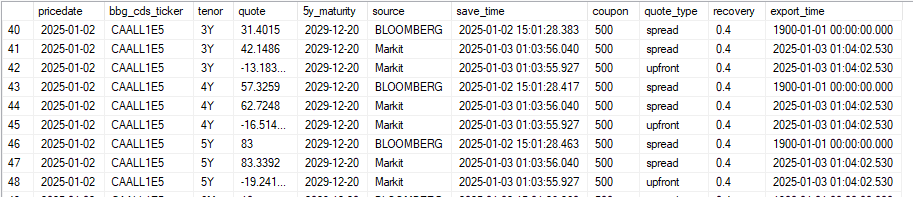 pricedate bbg_cds_ticker tenor quote 5y_maturity source save_time coupon quote_type recovery export_time
40 2025-01-02 CAALL1E5 3Y 31.4015 2029-12-20 BLOOMBERG 2025-01-02 15:01:28.383 500 spread 0.4 1900-01-01 00:00:00.000
41 2025-01-02 CAALL1E5 3Y 42.1486 2029-12-20 Markit 2025-01-03 01:03:56.040 500 spread 0.4 2025-01-03 01:04:02.530
42 2025-01-02 CAALL1E5 3Y -13.183... 2029-12-20 Markit 2025-01-03 01:03:55.927 500 upfront 0.4 2025-01-03 01:04:02.530
43 2025-01-02 CAALL1E5 4Y 57.3259 2029-12-20 BLOOMBERG 2025-01-02 15:01:28.417 500 spread 0.4 1900-01-01 00:00:00.000
44 2025-01-02 CAALL1E5 4Y 62.7248 2029-12-20 Markit 2025-01-03 01:03:56.040 500 spread 0.4 2025-01-03 01:04:02.530
45 2025-01-02 CAALL1E5 4Y -16.514... 2029-12-20 Markit 2025-01-03 01:03:55.927 500 upfront 0.4 2025-01-03 01:04:02.530
46 2025-01-02 CAALL1E5 5Y 83 2029-12-20 BLOOMBERG 2025-01-02 15:01:28.463 500 spread 0.4 1900-01-01 00:00:00.000
47 2025-01-02 CAALL1E5 5Y 83.3392 2029-12-20 Markit 2025-01-03 01:03:56.040 500 spread 0.4 2025-01-03 01:04:02.530
48 2025-01-02 CAALL1E5 5Y -19.241... 2029-12-20 Markit 2025-01-03 01:03:55.927 500 upfront 0.4 2025-01-03 01:04:02.530